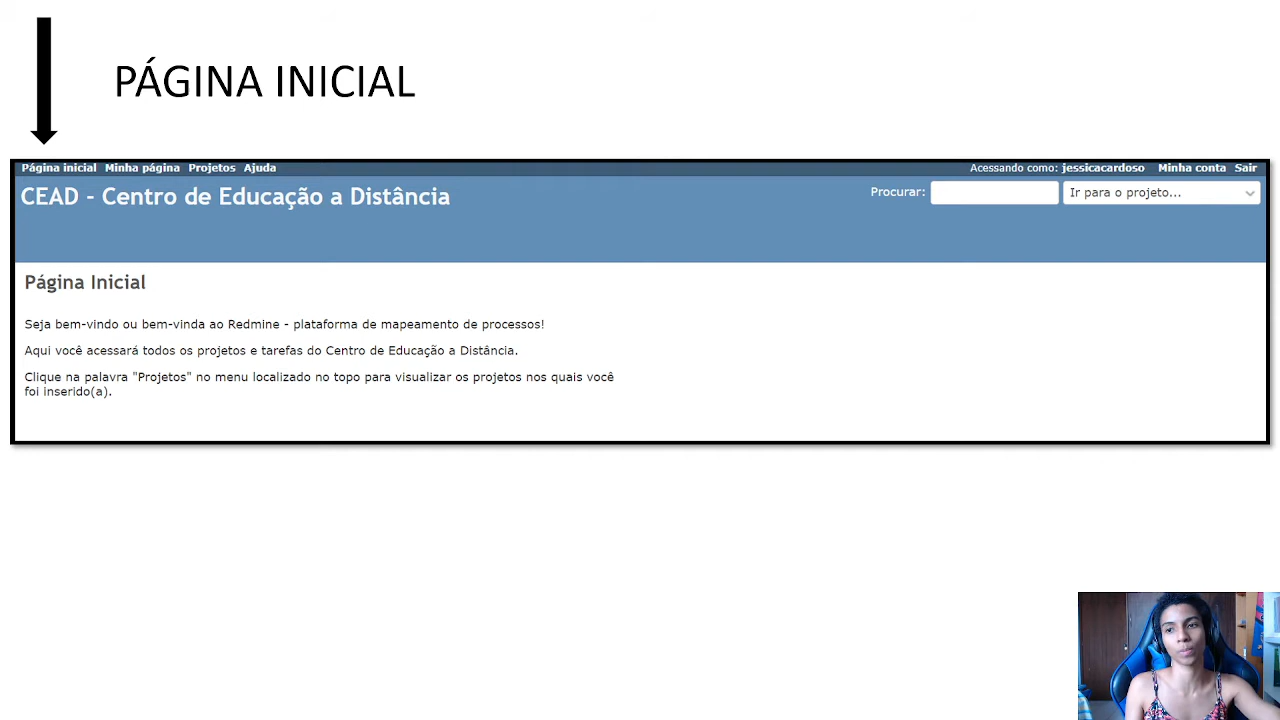 PÁGINA INICIAL
Página inicial Minha página Projetos Ajuda
Acessando como: jessicacardoso Minha conta Sair
CEAD - Centro de Educação a Distância
Procurar: Ir para o projeto...
Página Inicial
Seja bem-vindo ou bem-vinda ao Redmine - plataforma de mapeamento de processos!
Aqui você acessará todos os projetos e tarefas do Centro de Educação a Distância.
Clique na palavra "Projetos" no menu localizado no topo para visualizar os projetos nos quais você
foi inserido(a).